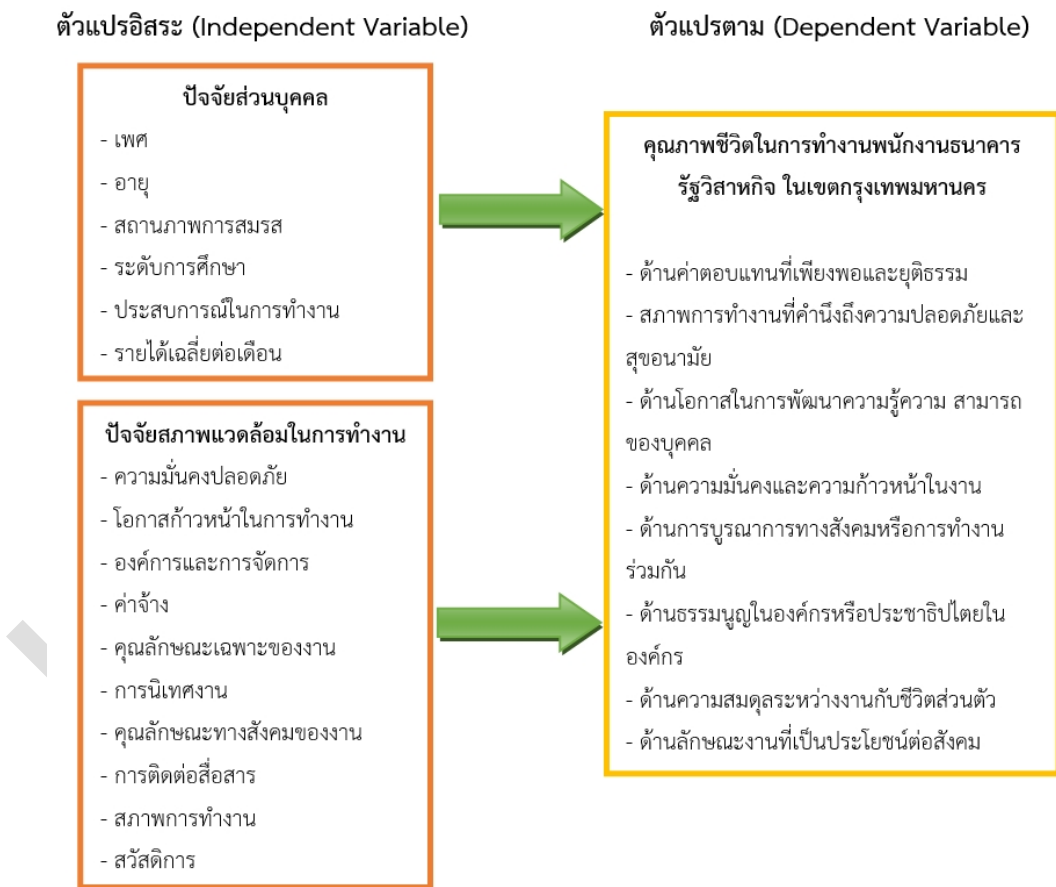 ตัวแปรอิสระ (Independent Variable)
ปัจจัยส่วนบุคคล
- เพศ
- อายุ
- สถานภาพการสมรส
- ระดับการศึกษา
- ประสบการณ์ในการทำงาน
- รายได้เฉลี่ยต่อเดือน
ปัจจัยสภาพแวดล้อมในการทำงาน
- ความมั่นคงปลอดภัย
- โอกาสก้าวหน้าในการทำงาน
- องค์การและการจัดการ
- ค่าจ้าง
- คุณลักษณะเฉพาะของงาน
- การนิเทศงาน
- คุณลักษณะทางสังคมของงาน
- การติดต่อสื่อสาร
- สภาพการทำงาน
- สวัสดิการ
ตัวแปรตาม (Dependent Variable)
คุณภาพชีวิตในการทำงานพนักงานธนาคาร
รัฐวิสาหกิจ ในเขตกรุงเทพมหานคร
- ด้านค่าตอบแทนที่เพียงพอและยุติธรรม
- สภาพการทำงานที่คำนึงถึงความปลอดภัยและ
สุขอนามัย
- ด้านโอกาสในการพัฒนาความรู้ความ สามารถ
ของบุคคล
- ด้านความมั่นคงและความก้าวหน้าในงาน
- ด้านการบูรณาการทางสังคมหรือการทำงาน
ร่วมกัน
- ด้านธรรมนูญในองค์กรหรือประชาธิปไตยใน
องค์กร
- ด้านความสมดุลระหว่างงานกับชีวิตส่วนตัว
- ด้านลักษณะงานที่เป็นประโยชน์ต่อสังคม